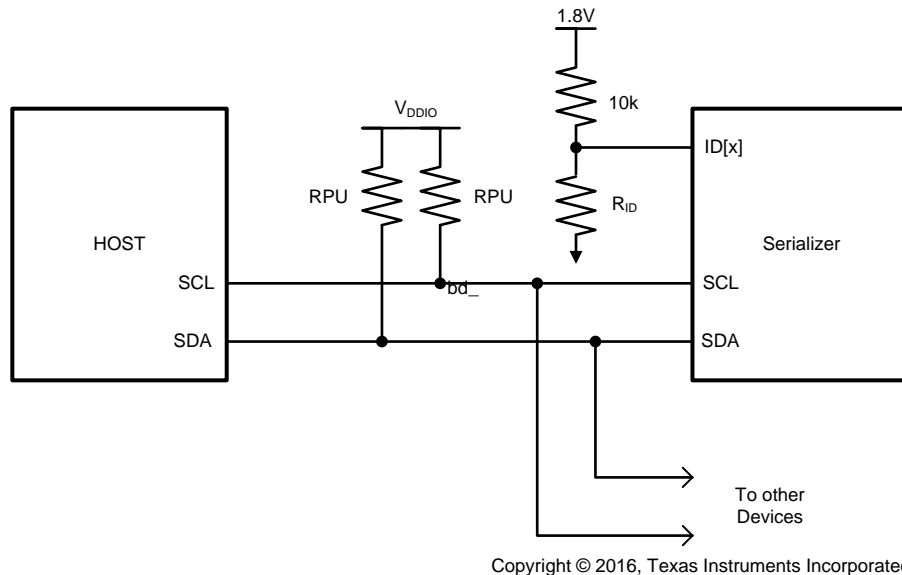 1.8V
10k
V_DDIO
ID[x]
RPU
RPU
R_ID
HOST
Serializer
SCL
bd_
SCL
SDA
SDA
To other
Devices
Copyright © 2016, Texas Instruments Incorporated